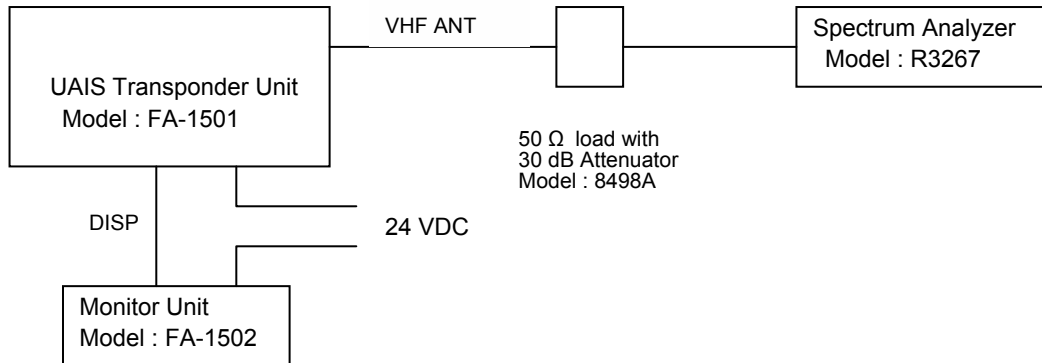 VHF ANT
Spectrum Analyzer
Model : R3267
UAIS Transponder Unit
Model : FA-1501
50 Ω load with
30 dB Attenuator
Model : 8498A
DISP
24 VDC
Monitor Unit
Model : FA-1502